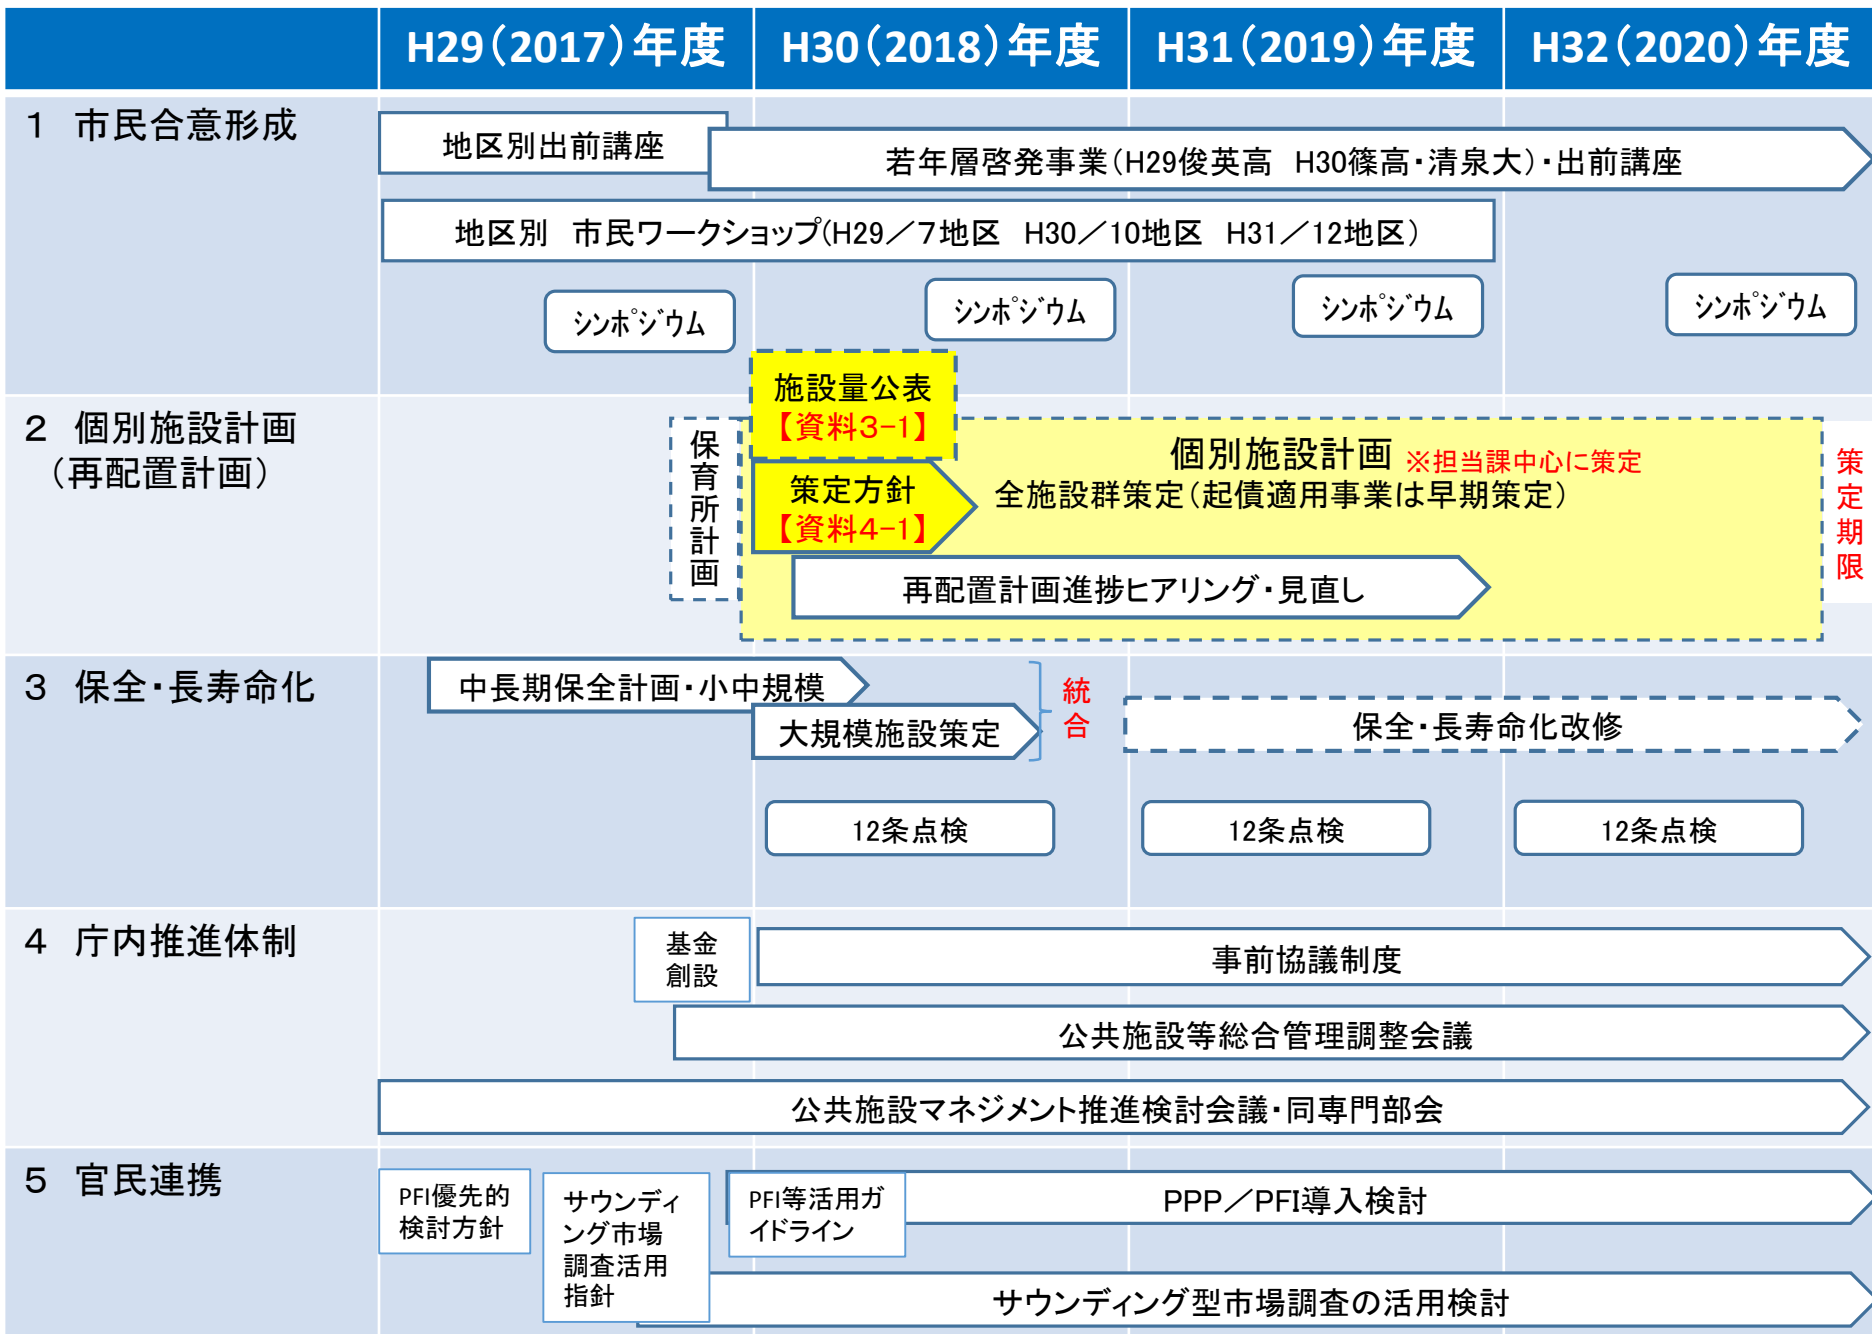 H29（2017）年度
H30（2018）年度
H31（2019）年度
H32（2020）年度
１　市民合意形成
地区別出前講座
若年層啓発事業（H29俊英高　H30篠高・清泉大）・出前講座
地区別　市民ワークショップ(H29／７地区　H30／10地区　H31／12地区）
ｼﾝﾎﾟｼﾞｳﾑ
ｼﾝﾎﾟｼﾞｳﾑ
ｼﾝﾎﾟｼﾞｳﾑ
ｼﾝﾎﾟｼﾞｳﾑ
２　個別施設計画
（再配置計画）
保育所計画
施設量公表
【資料３-１】
策定方針
【資料４-１】
個別施設計画 ※担当課中心に策定
全施設群策定（起債適用事業は早期策定）
再配置計画進捗ヒアリング・見直し
策定期限
３　保全・長寿命化
中長期保全計画・小中規模
大規模施設策定
統合
保全・長寿命化改修
12条点検
12条点検
12条点検
４　庁内推進体制
基金
創設
事前協議制度
公共施設等総合管理調整会議
公共施設マネジメント推進検討会議・同専門部会
５　官民連携
PFI優先的
検討方針
サウンディ
ング市場
調査活用
指針
PFI等活用ガ
イドライン
PPP／PFI導入検討
サウンディング型市場調査の活用検討